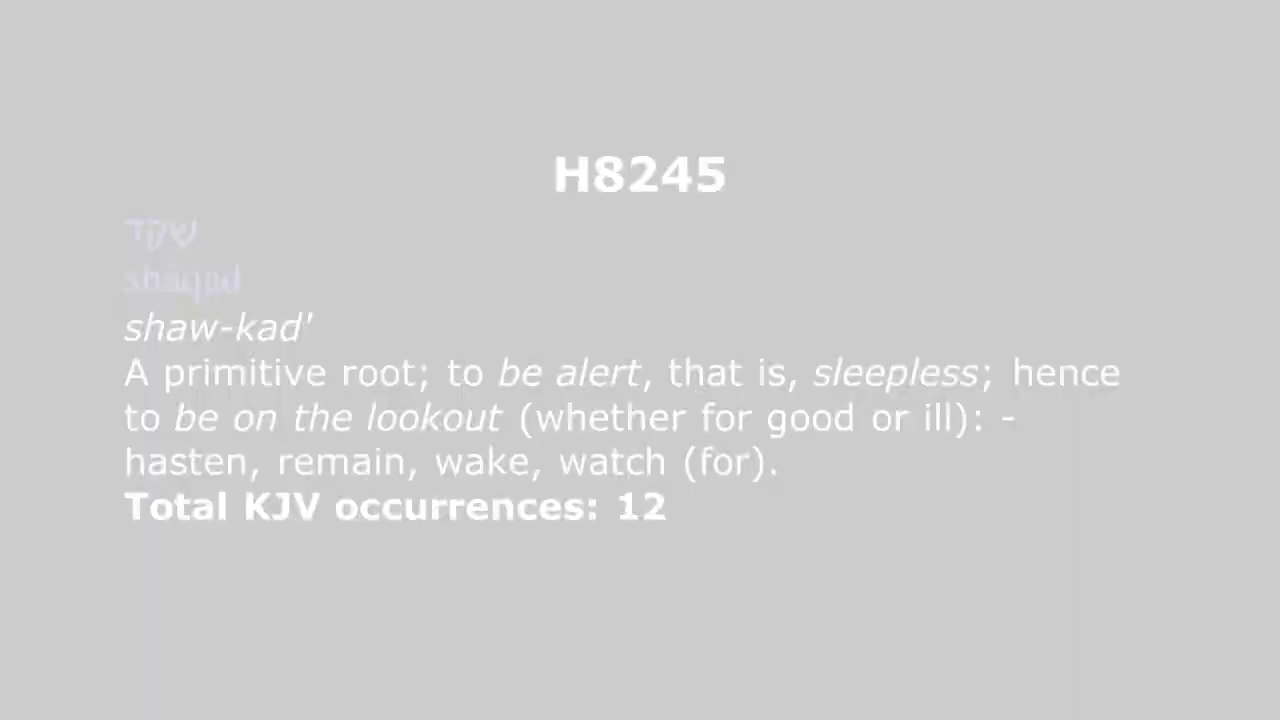 H8245
שקד
shâqad
shaw-kad'
A primitive root; to be alert, that is, sleepless; hence
to be on the lookout (whether for good or ill): -
hasten, remain, wake, watch (for).
Total KJV occurrences: 12